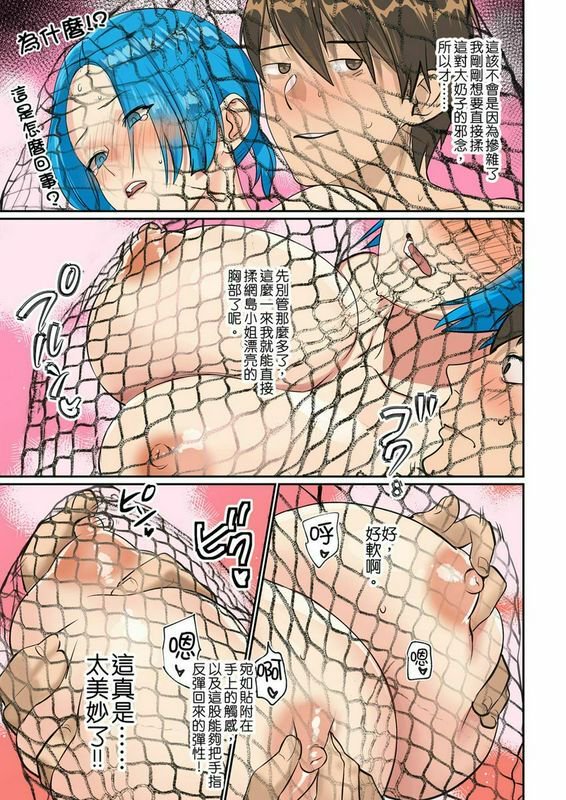 這該不會是因為摻雜了
我剛剛想要直接揉
這對大奶子的邪念，
所以才……
為什麼!?
這是怎麼回事？
先別管那麼多了，
這麼一來我就能直接
揉網島小姐漂亮的
胸部了呢。
プルン
好，
好軟啊。
呼
嗯
啊
宛如貼附在
手上的觸感，
以及這股能夠把手指
反彈回來的彈性！
ビク
ピン
嗯
這真是……
太美妙了!!